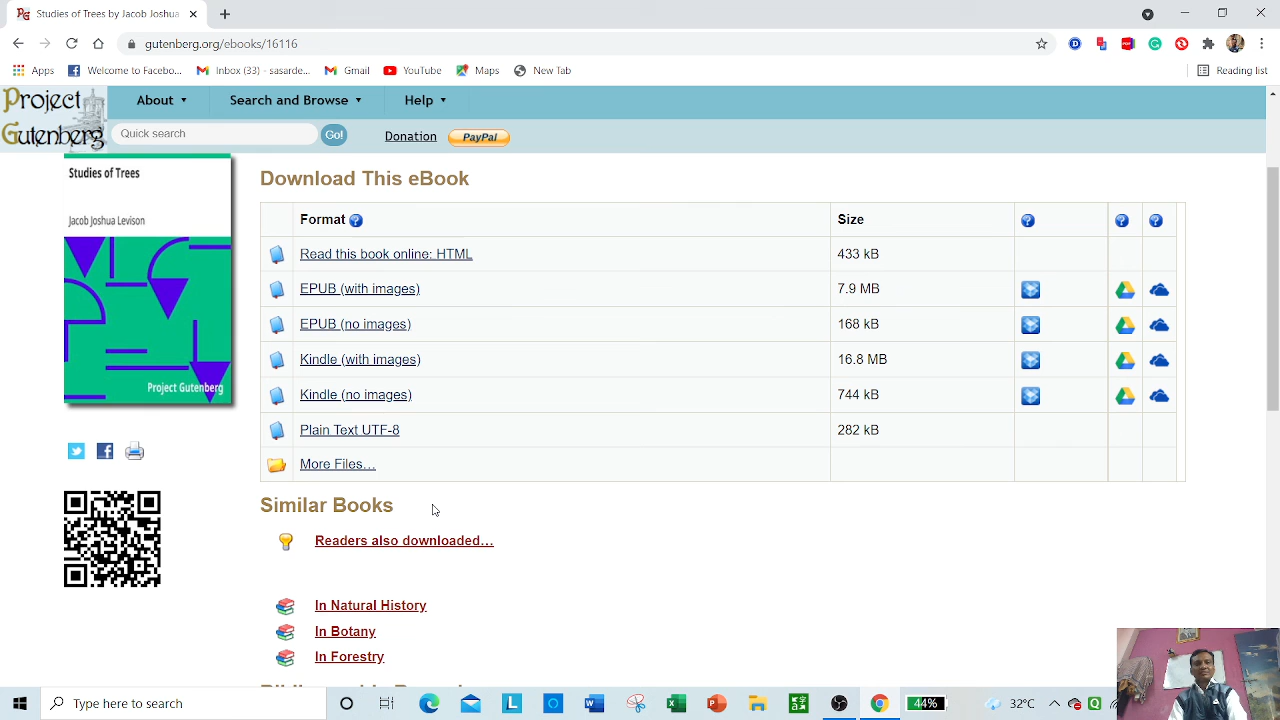 Studies of Trees by Jacob Joshua
gutenberg.org/ebooks/16116
Apps
Welcome to Facebo...
Inbox (33) - sarfarde...
Gmail
YouTube
Maps
New Tab
Reading list
Project
Gutenberg
About ▼
Search and Browse ▼
Help ▼
Quick search
Go!
Donation
PayPal
Studies of Trees
Jacob Joshua Levison
Project Gutenberg
Download This eBook
Format ? Size ? ? ?
Read this book online: HTML 433 kB
EPUB (with images) 7.9 MB
EPUB (no images) 168 kB
Kindle (with images) 16.8 MB
Kindle (no images) 744 kB
Plain Text UTF-8 282 kB
More Files…
Similar Books
Readers also downloaded…
In Natural History
In Botany
In Forestry
Type here to search
44%
32°C